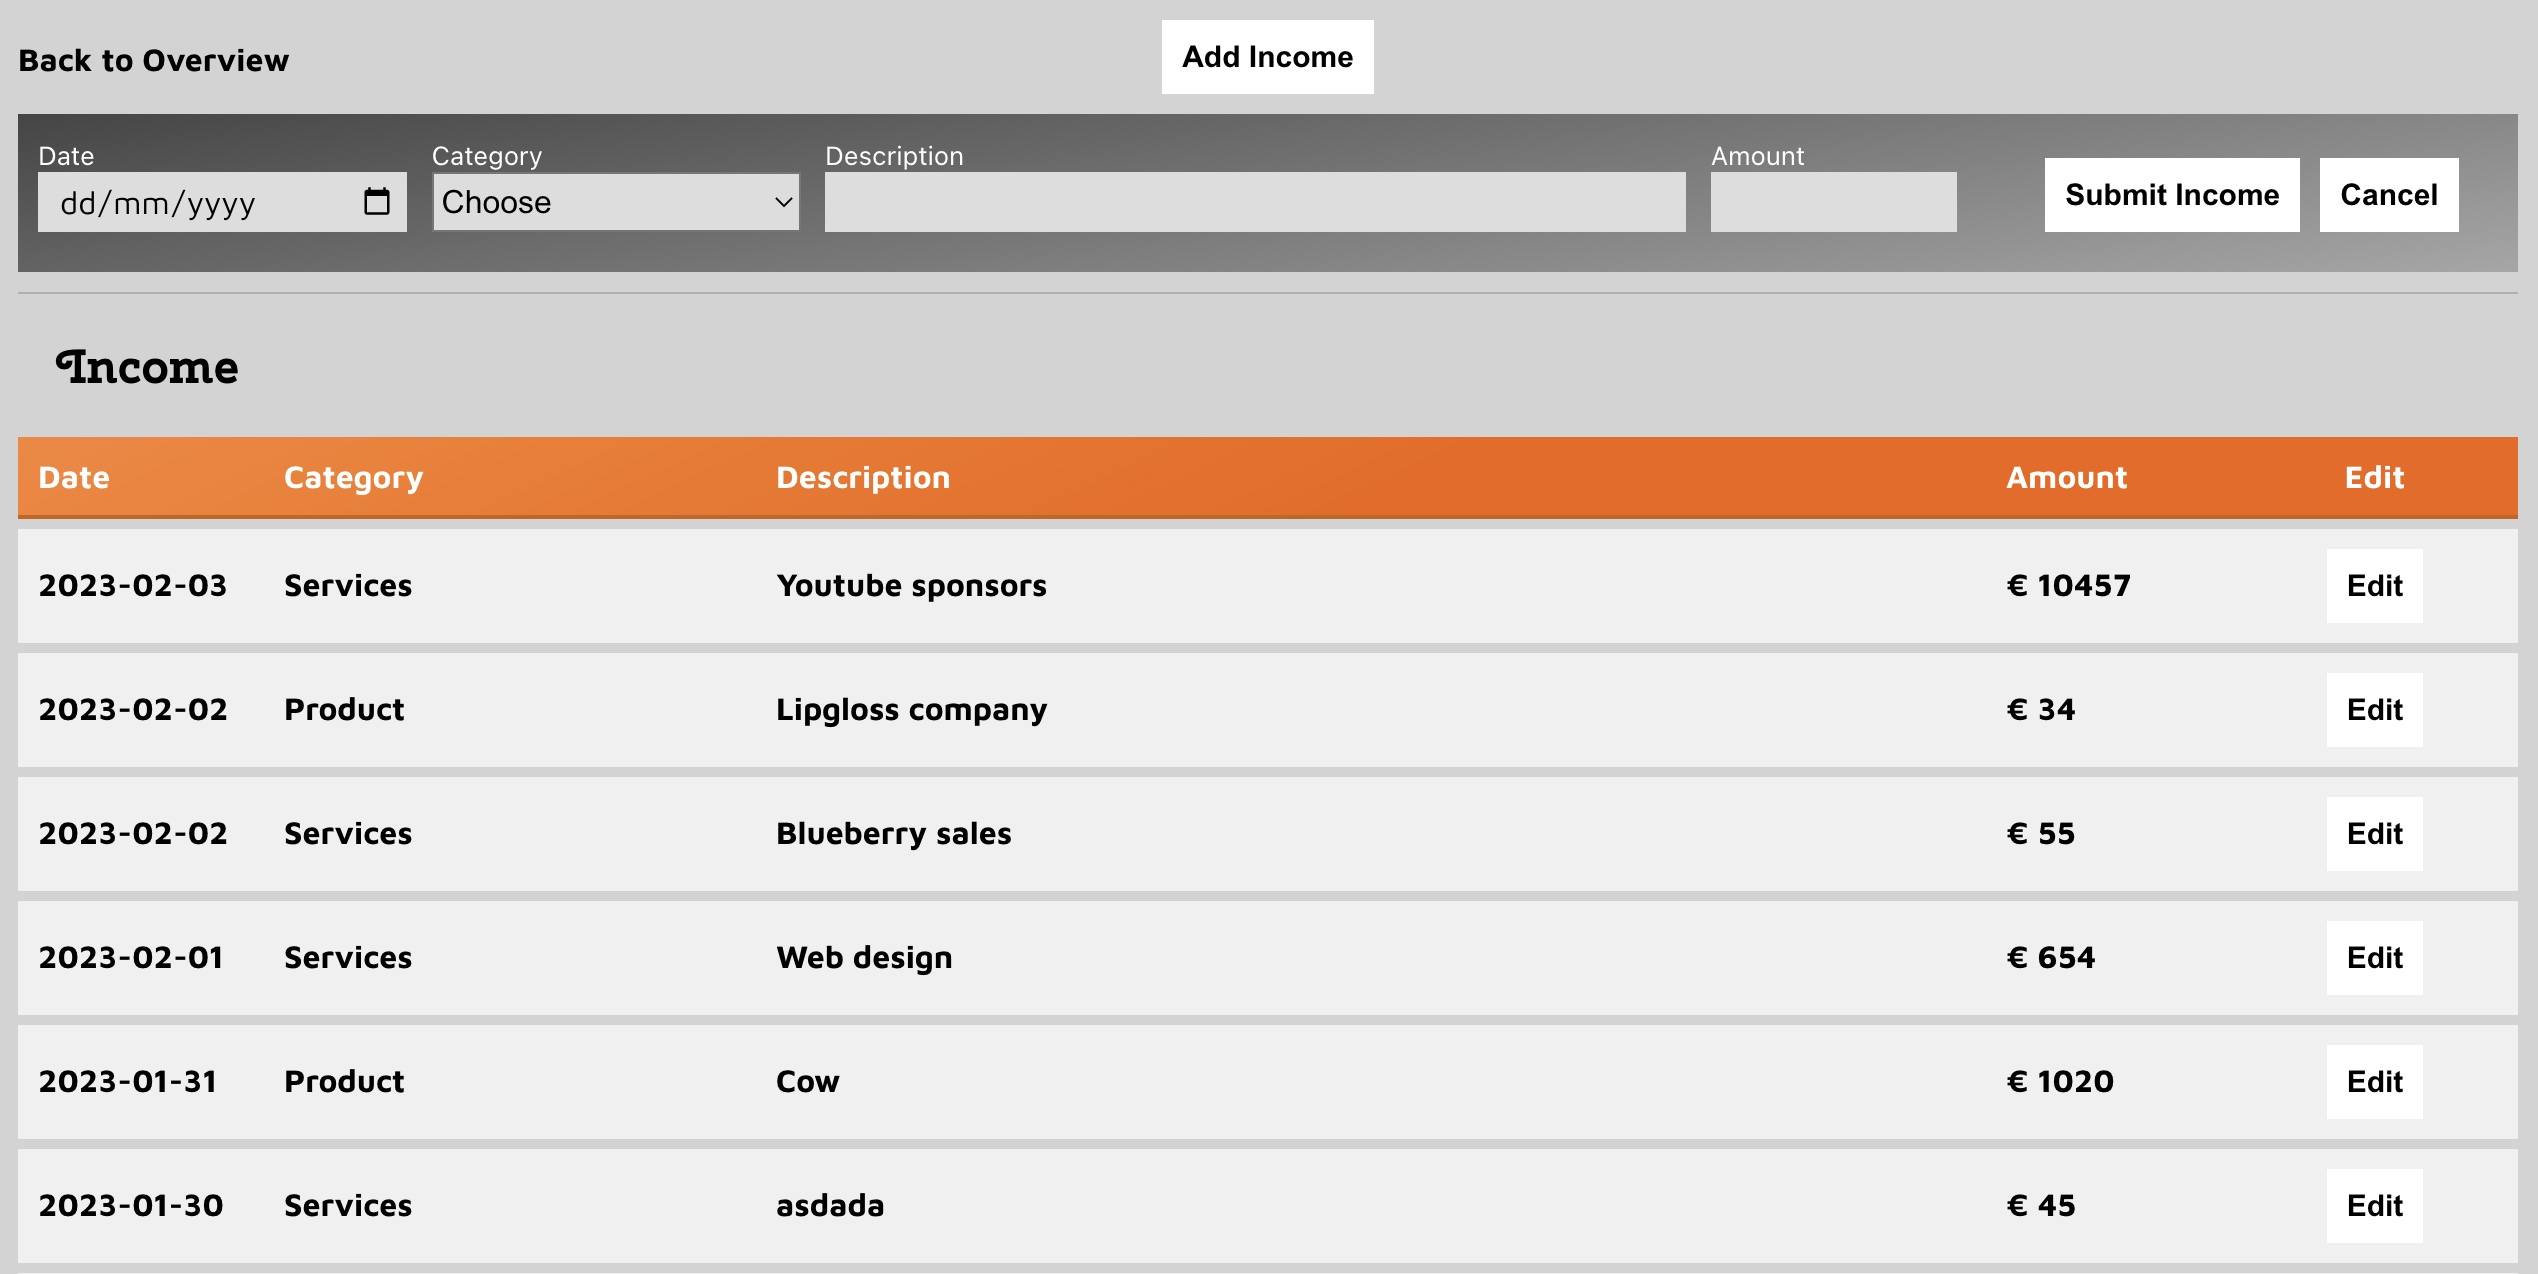 Back to Overview
Add Income
Date Category Description Amount
dd/mm/yyyy Choose Submit Income Cancel
Income
Date Category Description Amount Edit
2023-02-03 Services Youtube sponsors € 10457 Edit
2023-02-02 Product Lipgloss company € 34 Edit
2023-02-02 Services Blueberry sales € 55 Edit
2023-02-01 Services Web design € 654 Edit
2023-01-31 Product Cow € 1020 Edit
2023-01-30 Services asdada € 45 Edit